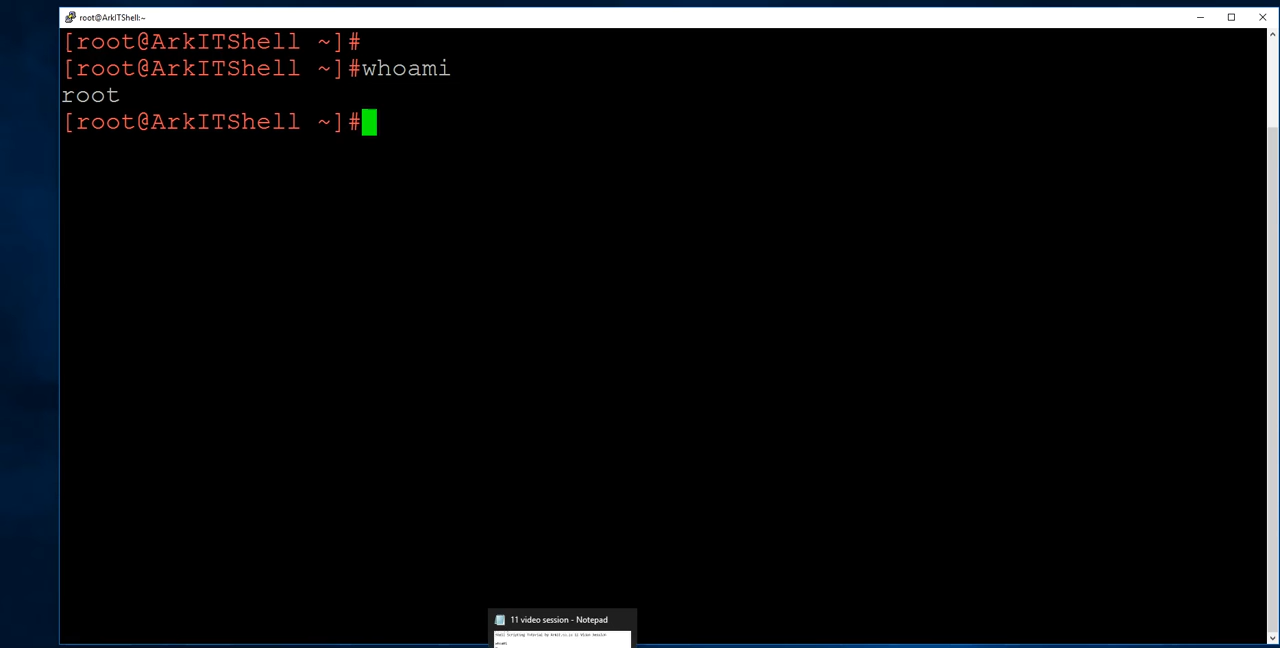 root@ArkITShell:~
[root@ArkITShell ~]#
[root@ArkITShell ~]#whoami
root
[root@ArkITShell ~]#
11 video session - Notepad